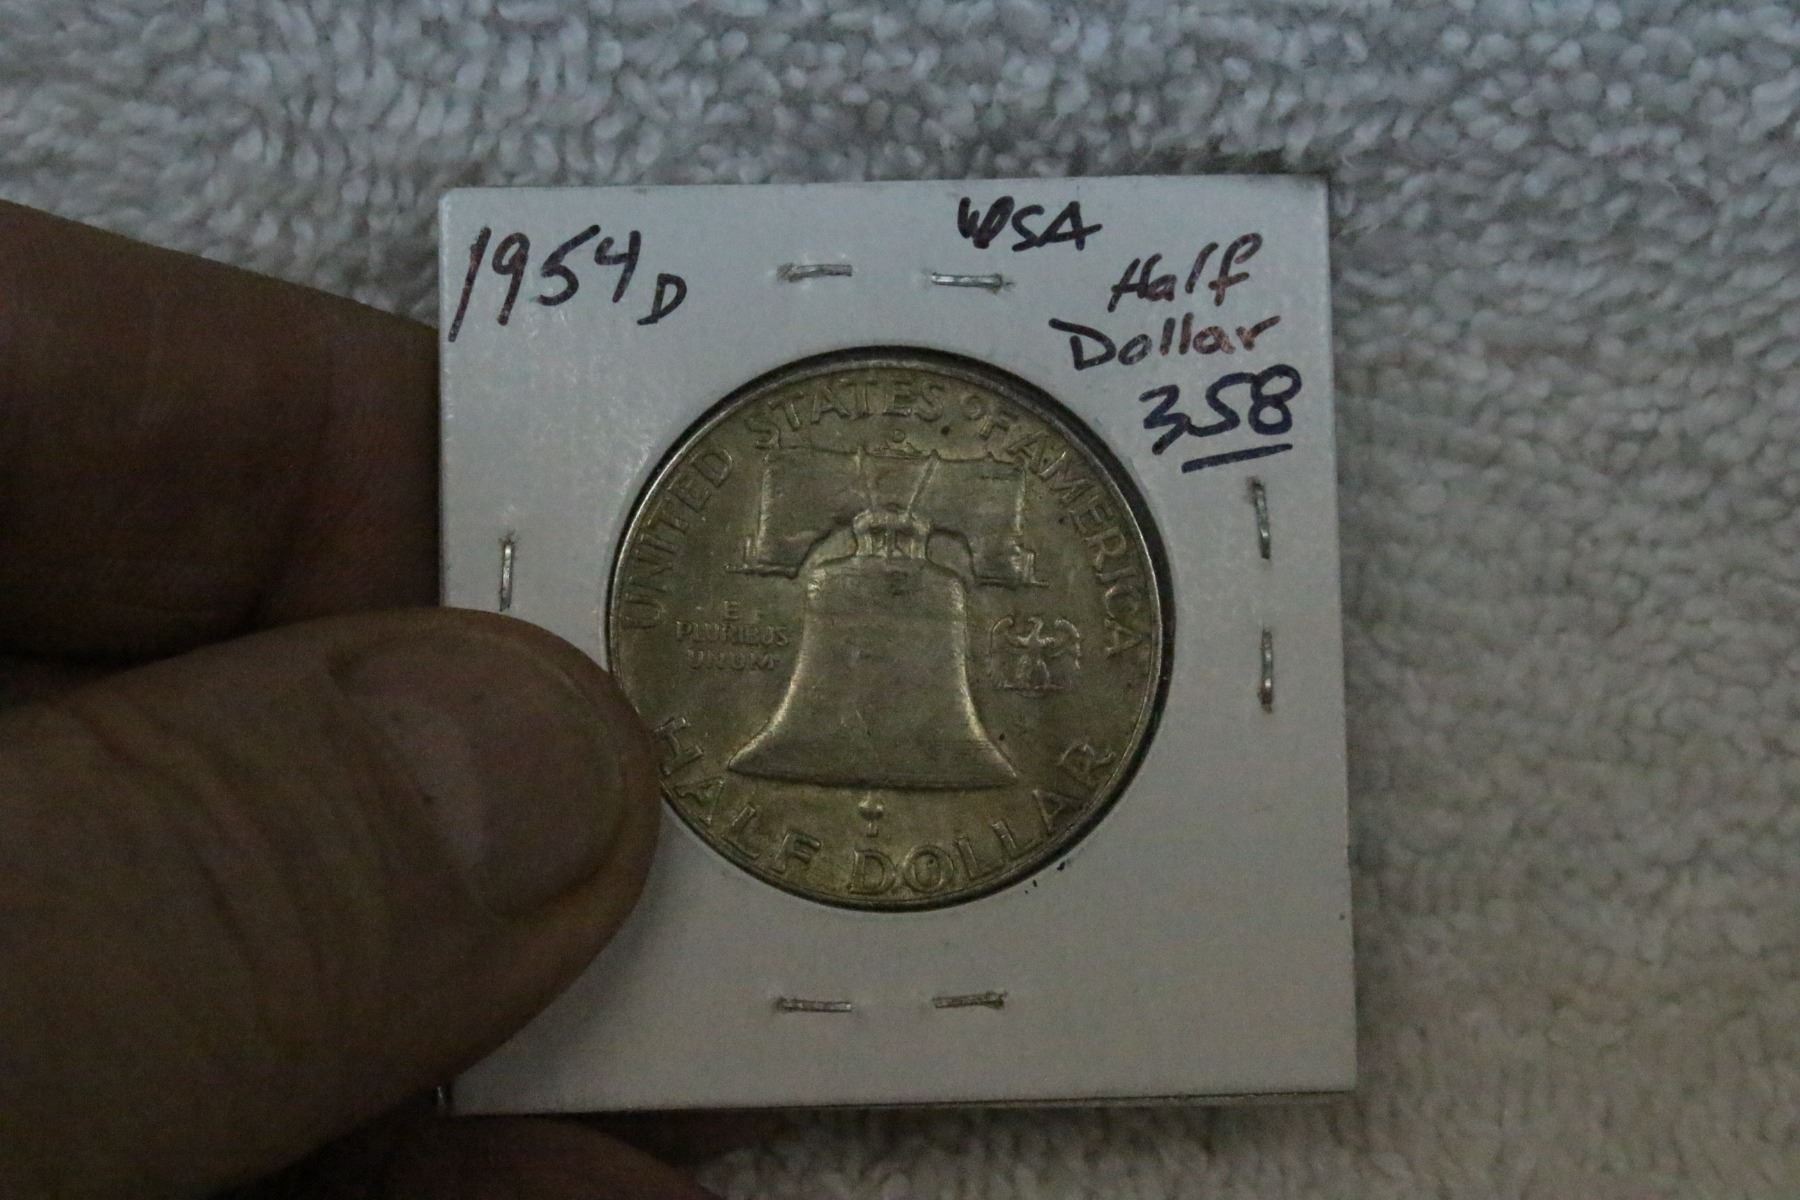 1954 D
USA
Half
Dollar
358
UNITED STATES OF AMERICA
E
PLURIBUS
UNUM
HALF DOLLAR